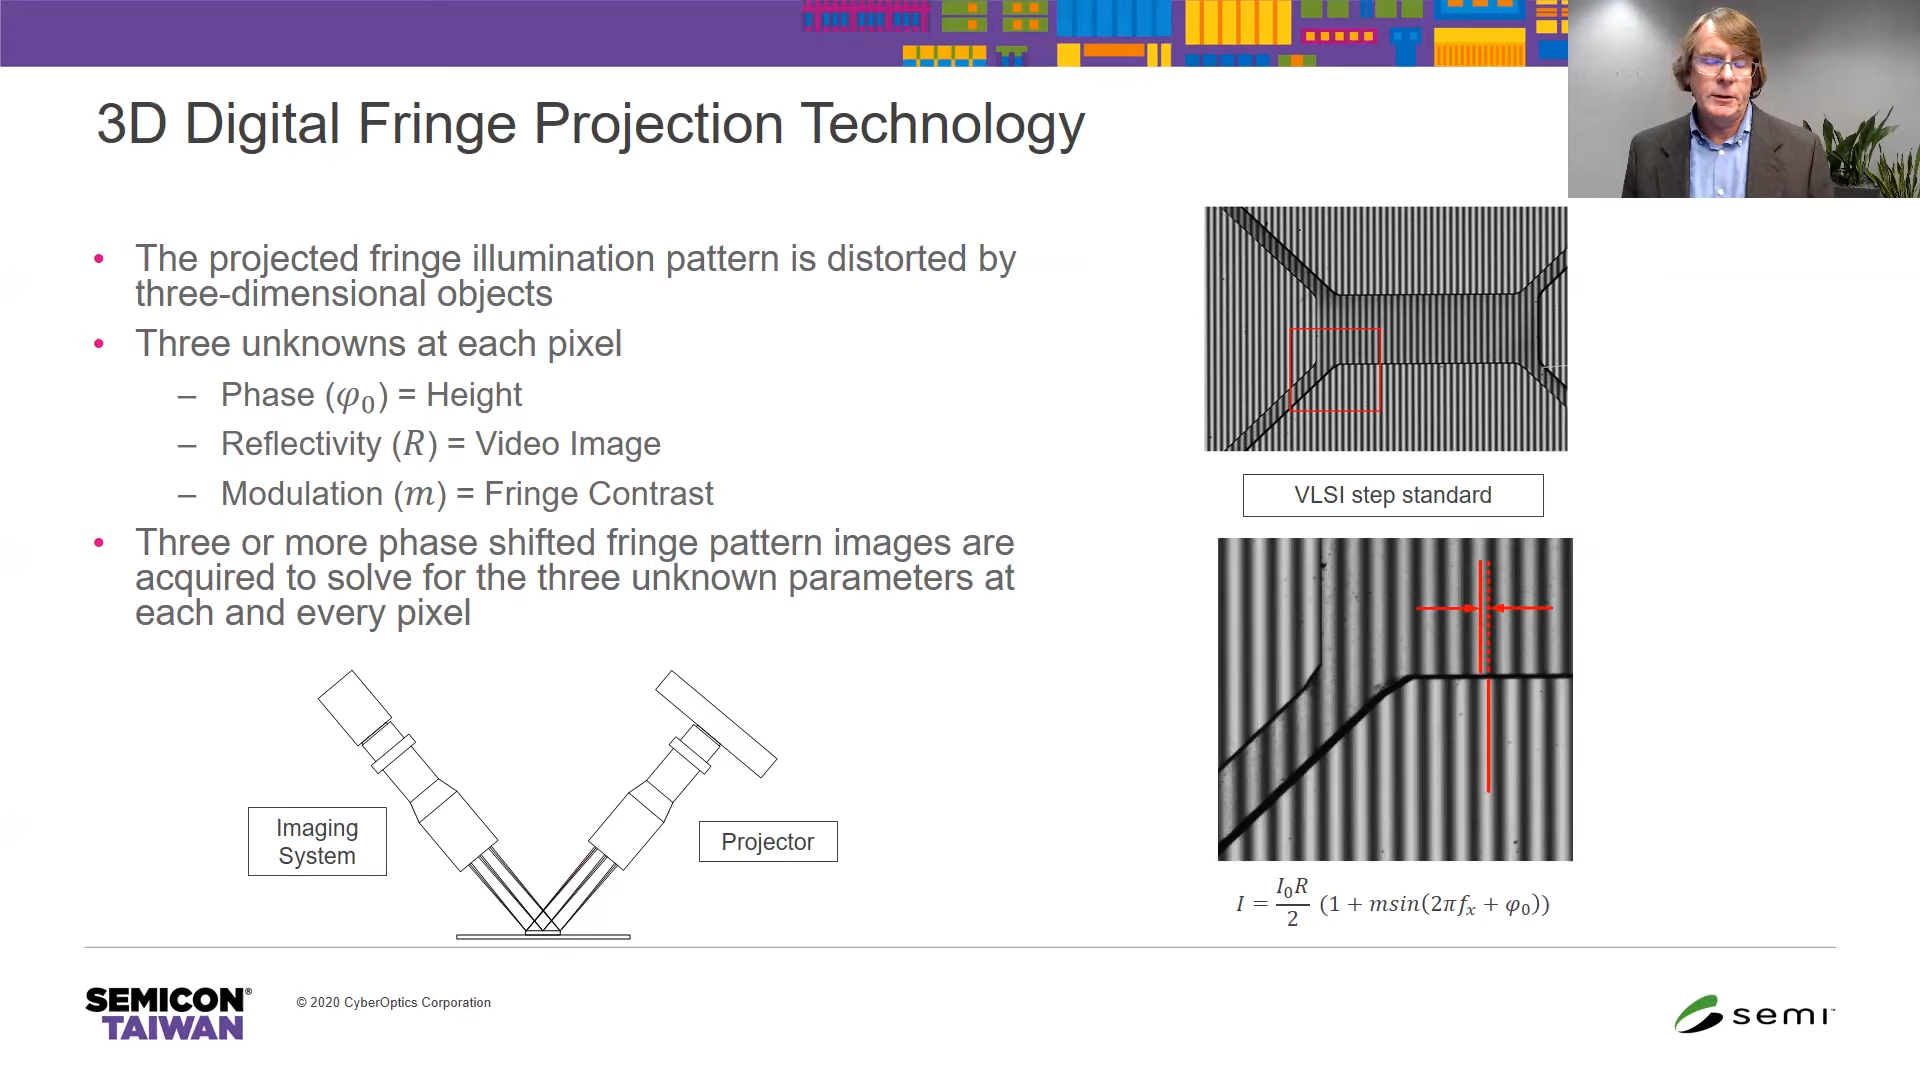 3D Digital Fringe Projection Technology
• The projected fringe illumination pattern is distorted by
three-dimensional objects
• Three unknowns at each pixel
– Phase (φ₀) = Height
– Reflectivity (R) = Video Image
– Modulation (m) = Fringe Contrast
• Three or more phase shifted fringe pattern images are
acquired to solve for the three unknown parameters at
each and every pixel
Imaging
System
Projector
VLSI step standard
I = I₀R/2 (1 + msin(2πfₓ + φ₀))
SEMICON®
TAIWAN
© 2020 CyberOptics Corporation
semi™